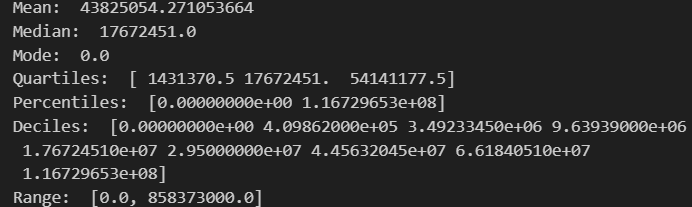 Mean:  43825054.271053664
Median:  17672451.0
Mode:  0.0
Quartiles:  [ 1431370.5 17672451.  54141177.5]
Percentiles:  [0.00000000e+00 1.16729653e+08]
Deciles:  [0.00000000e+00 4.09862000e+05 3.49233450e+06 9.63939000e+06
 1.76724510e+07 2.95000000e+07 4.45632045e+07 6.61840510e+07
 1.16729653e+08]
Range:  [0.0, 858373000.0]